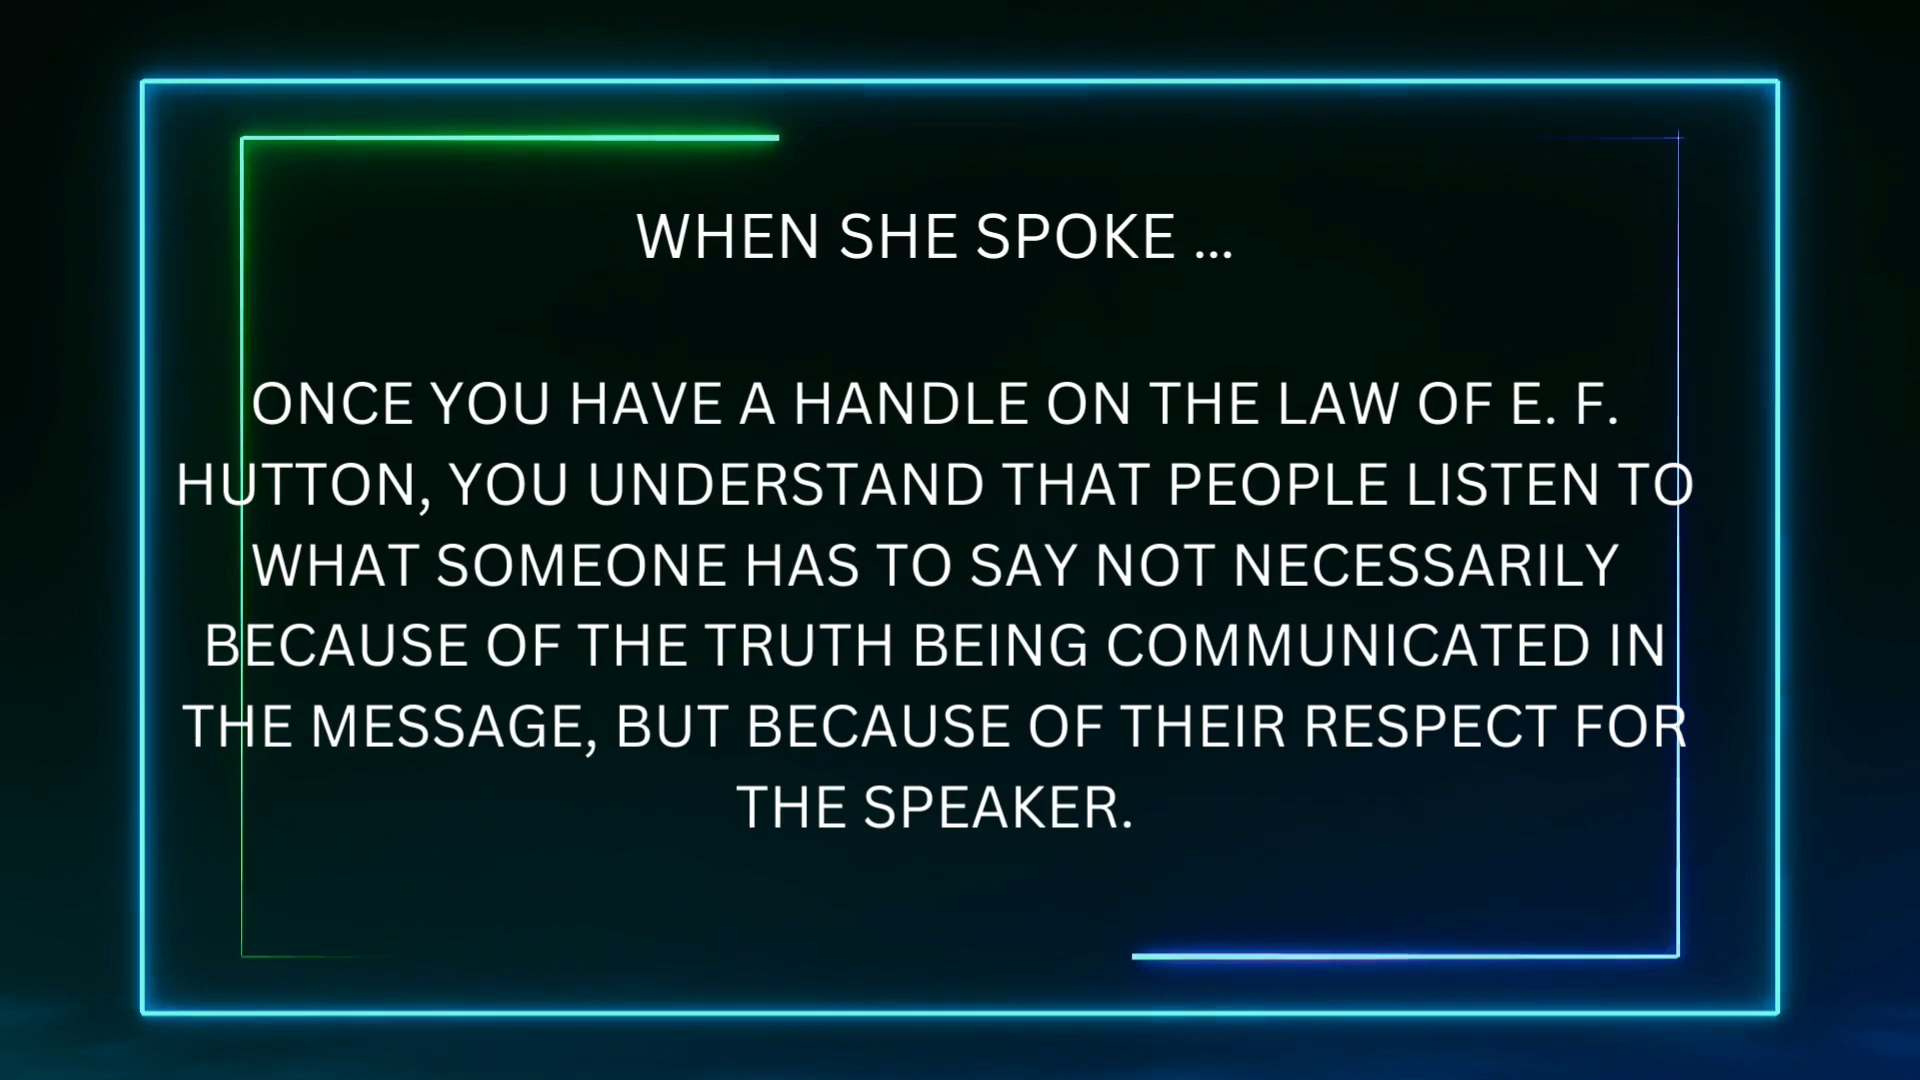 WHEN SHE SPOKE ...
ONCE YOU HAVE A HANDLE ON THE LAW OF E. F.
HUTTON, YOU UNDERSTAND THAT PEOPLE LISTEN TO
WHAT SOMEONE HAS TO SAY NOT NECESSARILY
BECAUSE OF THE TRUTH BEING COMMUNICATED IN
THE MESSAGE, BUT BECAUSE OF THEIR RESPECT FOR
THE SPEAKER.